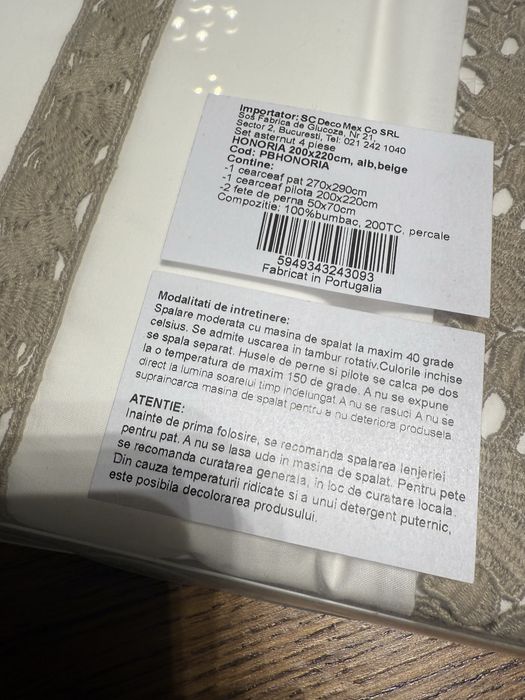 Importator: SC Deco Mex Co SRL
Sos Fabrica de Glucoza, Nr 21,
Sector 2, Bucuresti, Tel: 021 242 1040
Set asternut 4 piese
HONORIA 200x220cm, alb,beige
Cod: PBHONORIA
Contine:
-1 cearceaf pat 270x290cm
-1 cearceaf pilota 200x220cm
-2 fete de perna 50x70cm
Compozitie: 100%bumbac, 200TC, percale
5949343243093
Fabricat in Portugalia
Modalitati de intretinere:
Spalare moderata cu masina de spalat la maxim 40 grade
celsius. Se admite uscarea in tambur rotativ.Culorile inchise
se spala separat. Husele de perne si pilote se calca pe dos
la o temperatura de maxim 150 de grade. A nu se expune
direct la lumina soarelui timp indelungat. A nu se rasuci. A nu se
supraincarca masina de spalat pentru a nu deteriora produsele
ATENTIE:
Inainte de prima folosire, se recomanda spalarea lenjeriei
pentru pat. A nu se lasa ude in masina de spalat. Pentru pete
se recomanda curatarea generala, in loc de curatare locala.
Din cauza temperaturii ridicate si a unui detergent puternic,
este posibila decolorarea produsului.